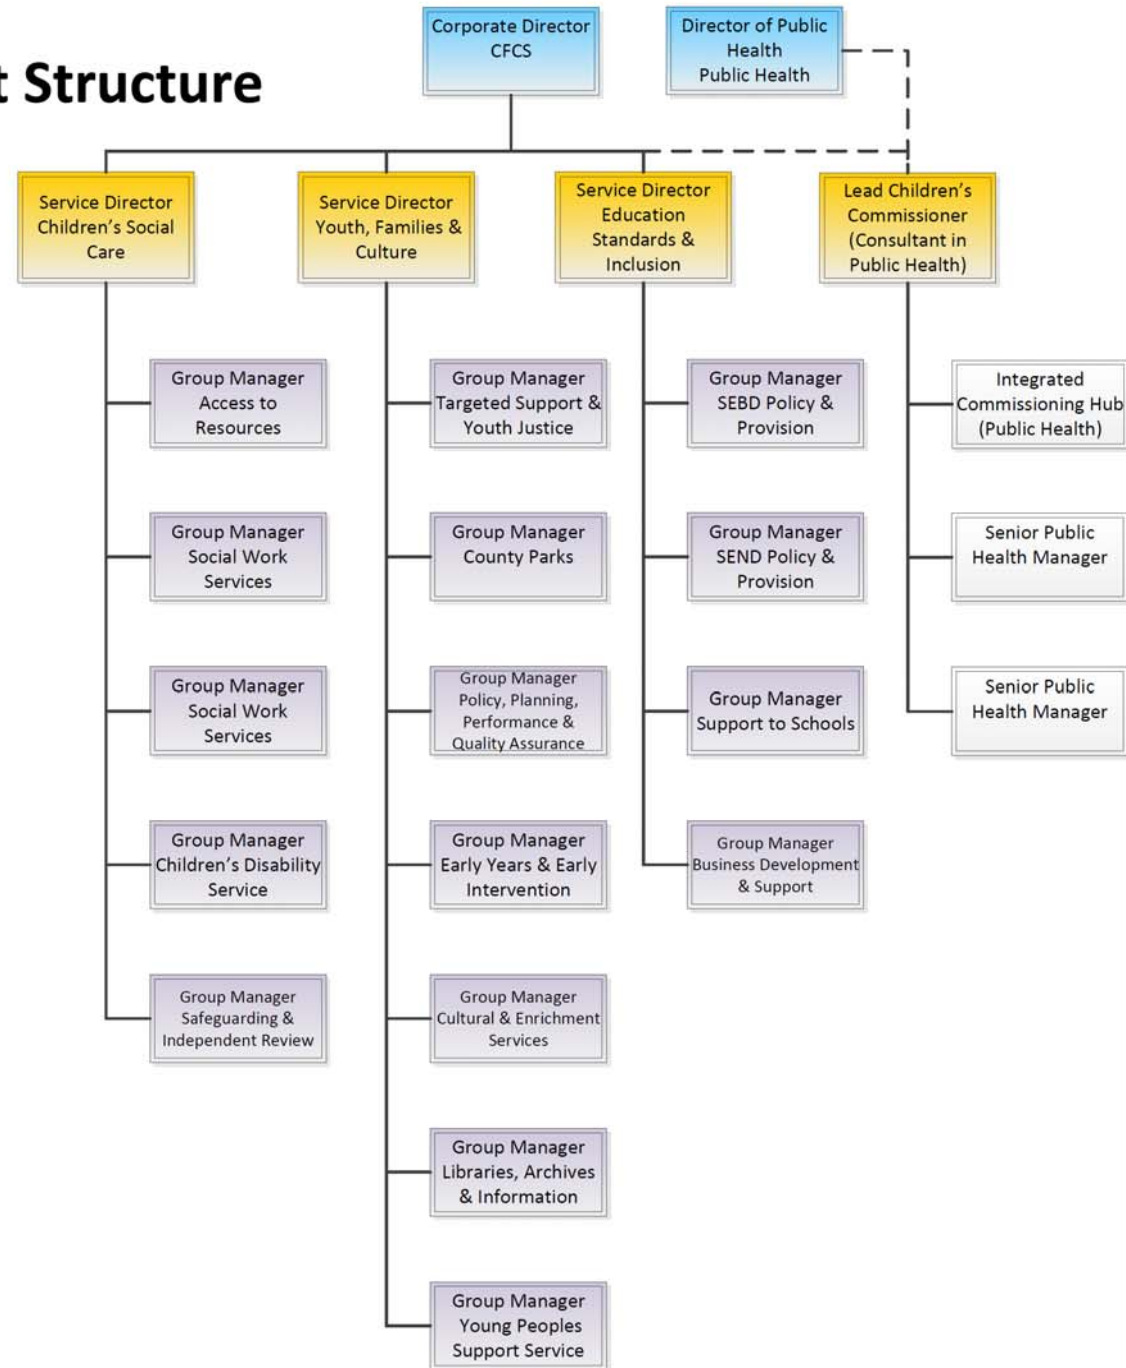 t Structure
Corporate Director
CFCS
Director of Public
Health
Public Health
Service Director
Children's Social
Care
Service Director
Youth, Families &
Culture
Service Director
Education
Standards &
Inclusion
Lead Children's
Commissioner
(Consultant in
Public Health)
Group Manager
Access to
Resources
Group Manager
Social Work
Services
Group Manager
Social Work
Services
Group Manager
Children's Disability
Service
Group Manager
Safeguarding &
Independent Review
Group Manager
Targeted Support &
Youth Justice
Group Manager
County Parks
Group Manager
Policy, Planning,
Performance &
Quality Assurance
Group Manager
Early Years & Early
Intervention
Group Manager
Cultural & Enrichment
Services
Group Manager
Libraries, Archives
& Information
Group Manager
Young Peoples
Support Service
Group Manager
SEBD Policy &
Provision
Group Manager
SEND Policy &
Provision
Group Manager
Support to Schools
Group Manager
Business Development
& Support
Integrated
Commissioning Hub
(Public Health)
Senior Public
Health Manager
Senior Public
Health Manager